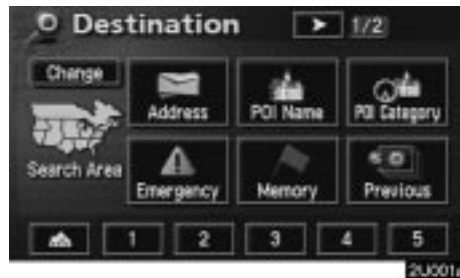 Destination 1/2
Change
Address POI Name POI Category
Search Area
Emergency Memory Previous
1 2 3 4 5
2U001